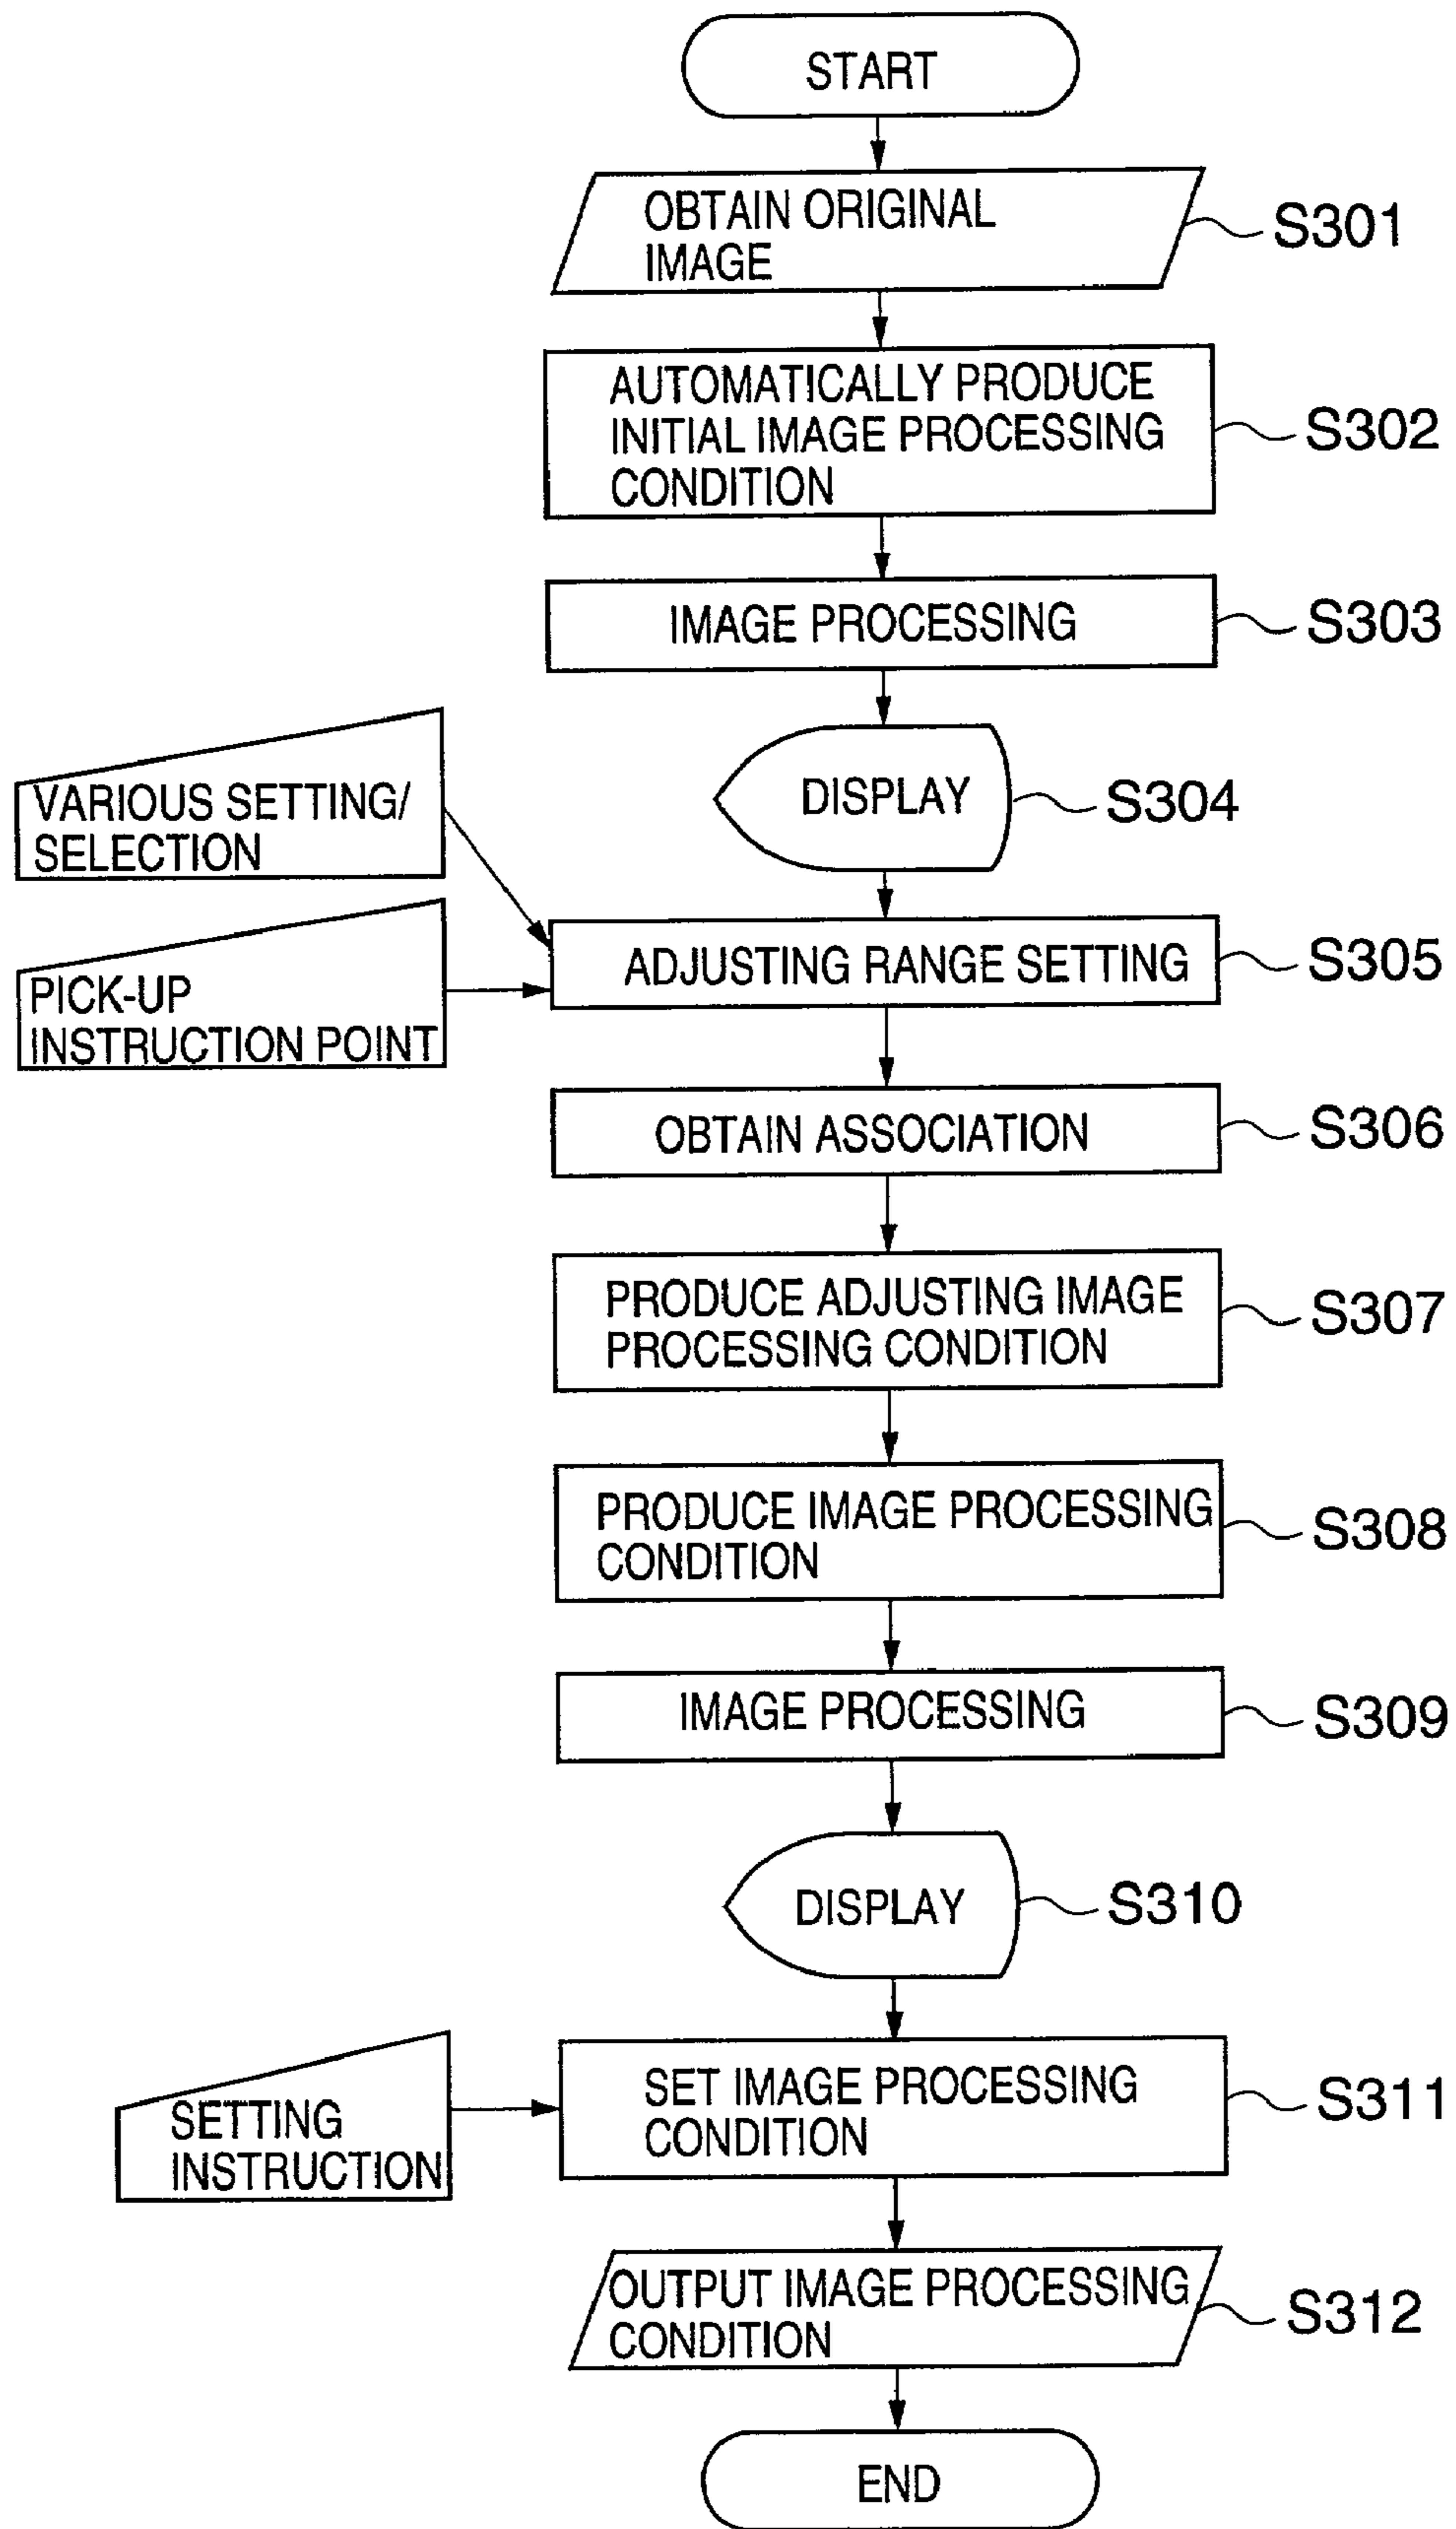 START
OBTAIN ORIGINAL
IMAGE
S301
AUTOMATICALLY PRODUCE
INITIAL IMAGE PROCESSING
CONDITION
S302
IMAGE PROCESSING
S303
DISPLAY
S304
VARIOUS SETTING/
SELECTION
PICK-UP
INSTRUCTION POINT
ADJUSTING RANGE SETTING
S305
OBTAIN ASSOCIATION
S306
PRODUCE ADJUSTING IMAGE
PROCESSING CONDITION
S307
PRODUCE IMAGE PROCESSING
CONDITION
S308
IMAGE PROCESSING
S309
DISPLAY
S310
SETTING
INSTRUCTION
SET IMAGE PROCESSING
CONDITION
S311
OUTPUT IMAGE PROCESSING
CONDITION
S312
END